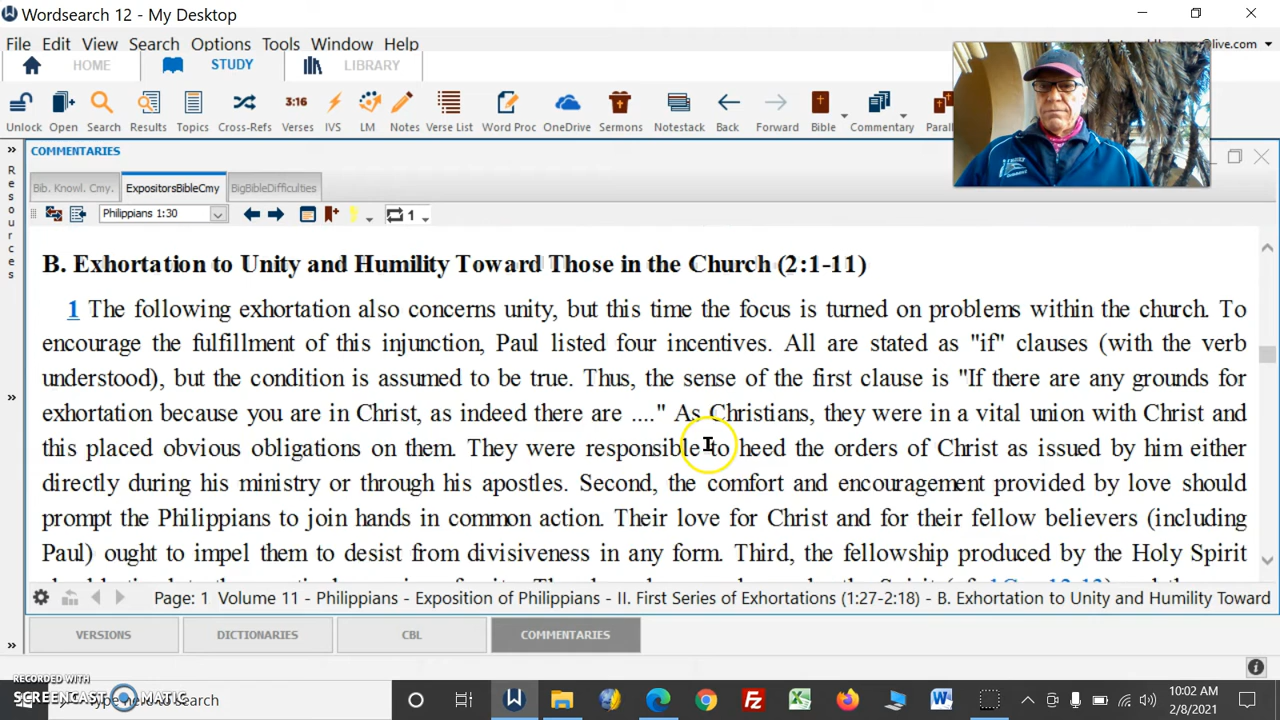 Wordsearch 12 - My Desktop
File Edit View Search Options Tools Window Help
@live.com
HOME STUDY LIBRARY
3:16
Unlock Open Search Results Topics Cross-Refs Verses IVS LM Notes Verse List Word Proc OneDrive Sermons Notestack Back Forward Bible Commentary
COMMENTARIES
Resources
Bib. Knowl. Cmy. ExpositorsBibleCmy BigBibleDifficulties
Philippians 1:30 1
B. Exhortation to Unity and Humility Toward Those in the Church (2:1-11)
1 The following exhortation also concerns unity, but this time the focus is turned on problems within the church. To
encourage the fulfillment of this injunction, Paul listed four incentives. All are stated as "if" clauses (with the verb
understood), but the condition is assumed to be true. Thus, the sense of the first clause is "If there are any grounds for
exhortation because you are in Christ, as indeed there are ...." As Christians, they were in a vital union with Christ and
this placed obvious obligations on them. They were responsible to heed the orders of Christ as issued by him either
directly during his ministry or through his apostles. Second, the comfort and encouragement provided by love should
prompt the Philippians to join hands in common action. Their love for Christ and for their fellow believers (including
Paul) ought to impel them to desist from divisiveness in any form. Third, the fellowship produced by the Holy Spirit
Page: 1 Volume 11 - Philippians - Exposition of Philippians - II. First Series of Exhortations (1:27-2:18) - B. Exhortation to Unity and Humility Toward
VERSIONS DICTIONARIES CBL COMMENTARIES
RECORDED WITH
SCREENCAST MATIC
Type here to search
10:02 AM
2/8/2021